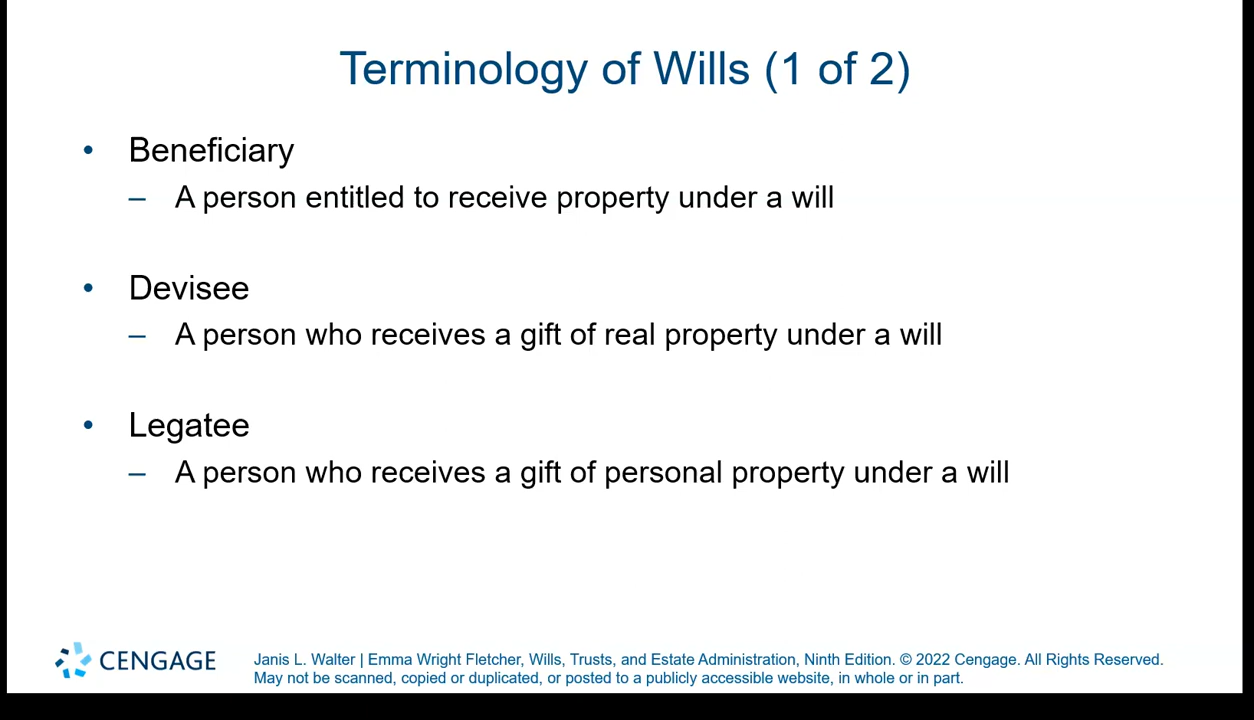 Terminology of Wills (1 of 2)
• Beneficiary
– A person entitled to receive property under a will
• Devisee
– A person who receives a gift of real property under a will
• Legatee
– A person who receives a gift of personal property under a will
CENGAGE
Janis L. Walter | Emma Wright Fletcher, Wills, Trusts, and Estate Administration, Ninth Edition. © 2022 Cengage. All Rights Reserved.
May not be scanned, copied or duplicated, or posted to a publicly accessible website, in whole or in part.